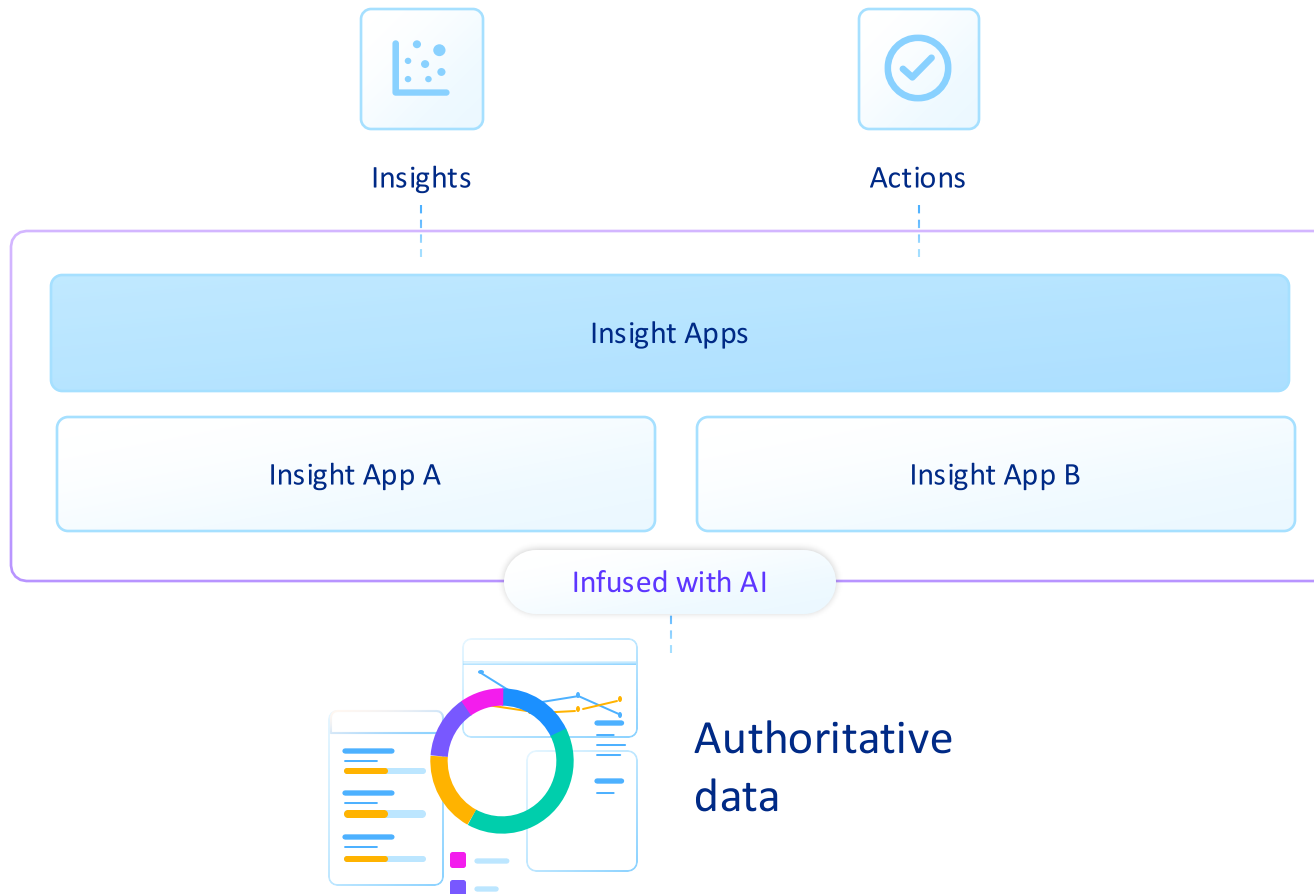 Insights
Actions
Insight Apps
Insight App A
Insight App B
Infused with AI
Authoritative
data